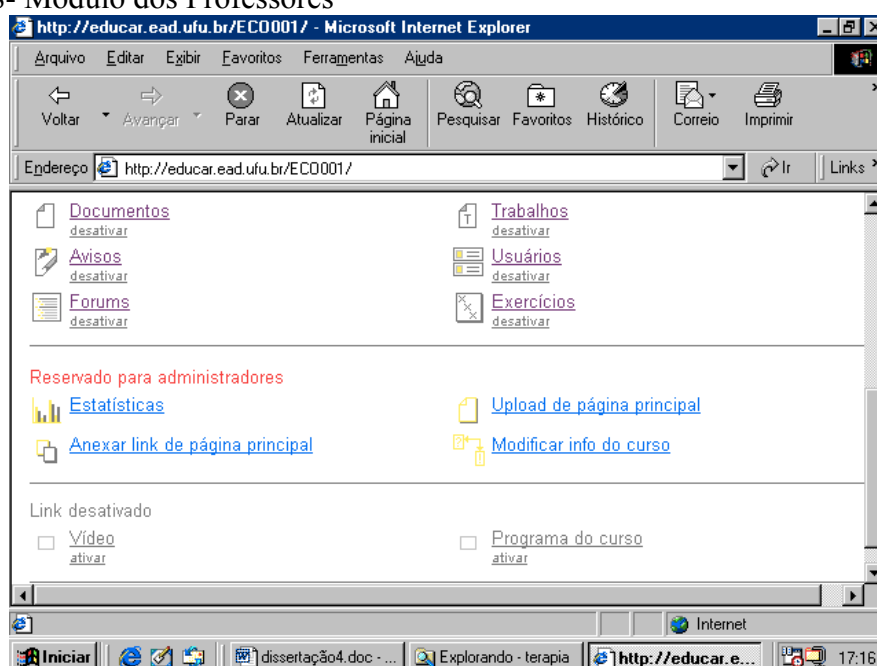 - Módulo dos Professores
http://educar.ead.ufu.br/ECO001/ - Microsoft Internet Explorer
Arquivo Editar Exibir Favoritos Ferramentas Ajuda
Voltar Avançar Parar Atualizar Página inicial Pesquisar Favoritos Histórico Correio Imprimir
Endereço http://educar.ead.ufu.br/ECO001/ Ir Links
Documentos Trabalhos
desativar desativar
Avisos Usuários
desativar desativar
Forums Exercícios
desativar desativar
Reservado para administradores
Estatísticas Upload de página principal
Anexar link de página principal Modificar info do curso
Link desativado
Vídeo Programa do curso
ativar ativar
Internet
Iniciar dissertação4.doc - ... Explorando - terapia http://educar.e... 17:16